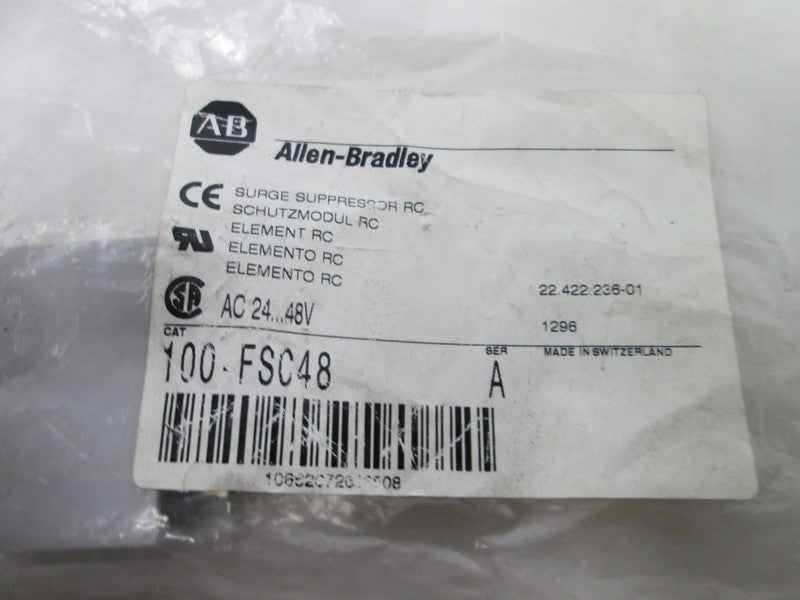 AB
Allen-Bradley
CE SURGE SUPPRESSOR RC
SCHUTZMODUL RC
ELEMENT RC
ELEMENTO RC
ELEMENTO RC
AC 24...48V
22.422.236-01
1296
CAT
SER
MADE IN SWITZERLAND
100-FSC48
A